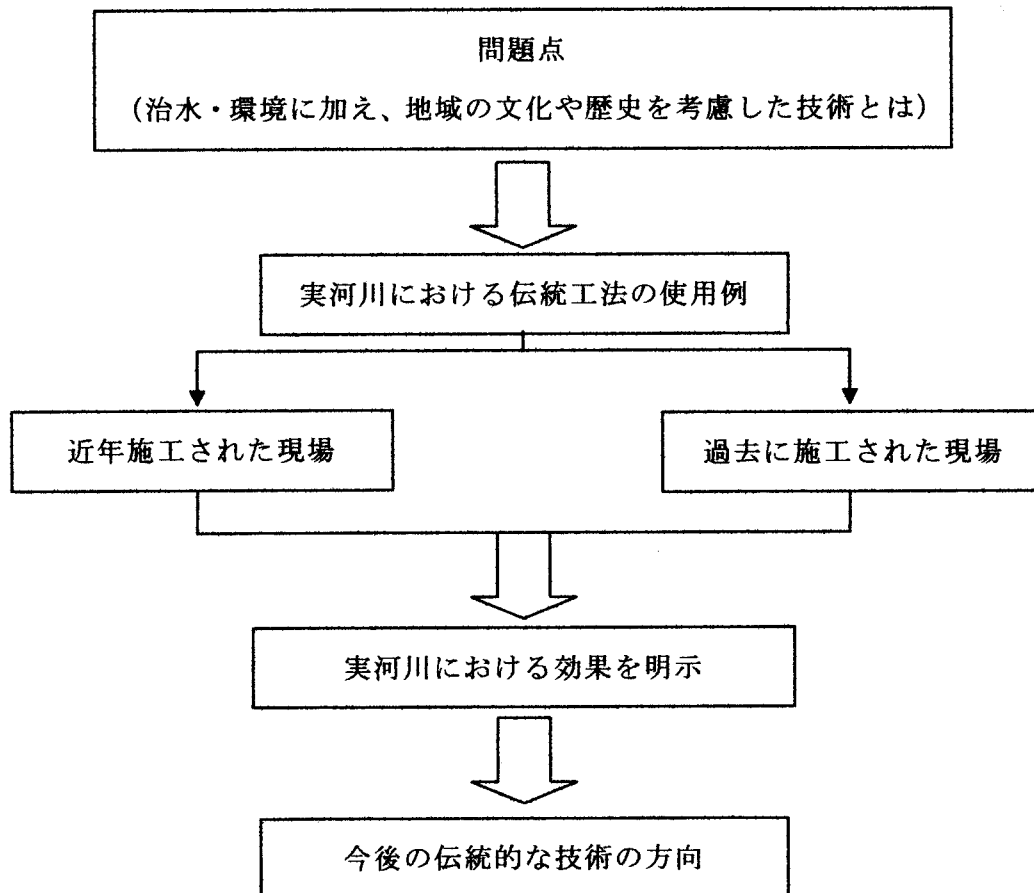 問題点
（治水・環境に加え、地域の文化や歴史を考慮した技術とは）
実河川における伝統工法の使用例
近年施工された現場
過去に施工された現場
実河川における効果を明示
今後の伝統的な技術の方向